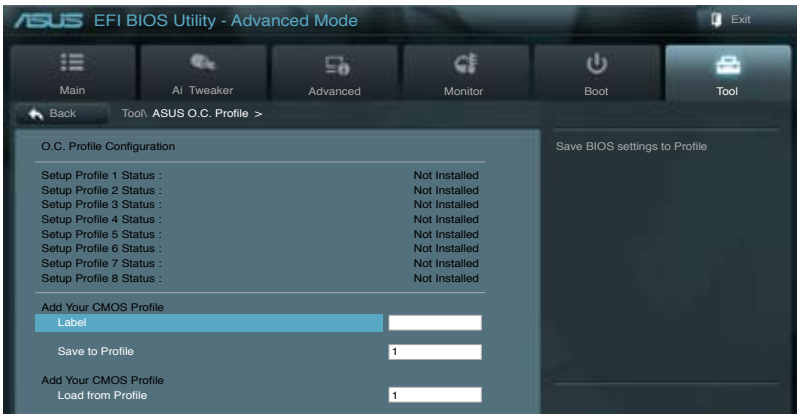 ASUS EFI BIOS Utility - Advanced Mode
Exit
Main
Ai Tweaker
Advanced
Monitor
Boot
Tool
Back
Tool\ ASUS O.C. Profile >
O.C. Profile Configuration
Save BIOS settings to Profile
Setup Profile 1 Status : Not Installed
Setup Profile 2 Status : Not Installed
Setup Profile 3 Status : Not Installed
Setup Profile 4 Status : Not Installed
Setup Profile 5 Status : Not Installed
Setup Profile 6 Status : Not Installed
Setup Profile 7 Status : Not Installed
Setup Profile 8 Status : Not Installed
Add Your CMOS Profile
Label
Save to Profile 1
Add Your CMOS Profile
Load from Profile 1